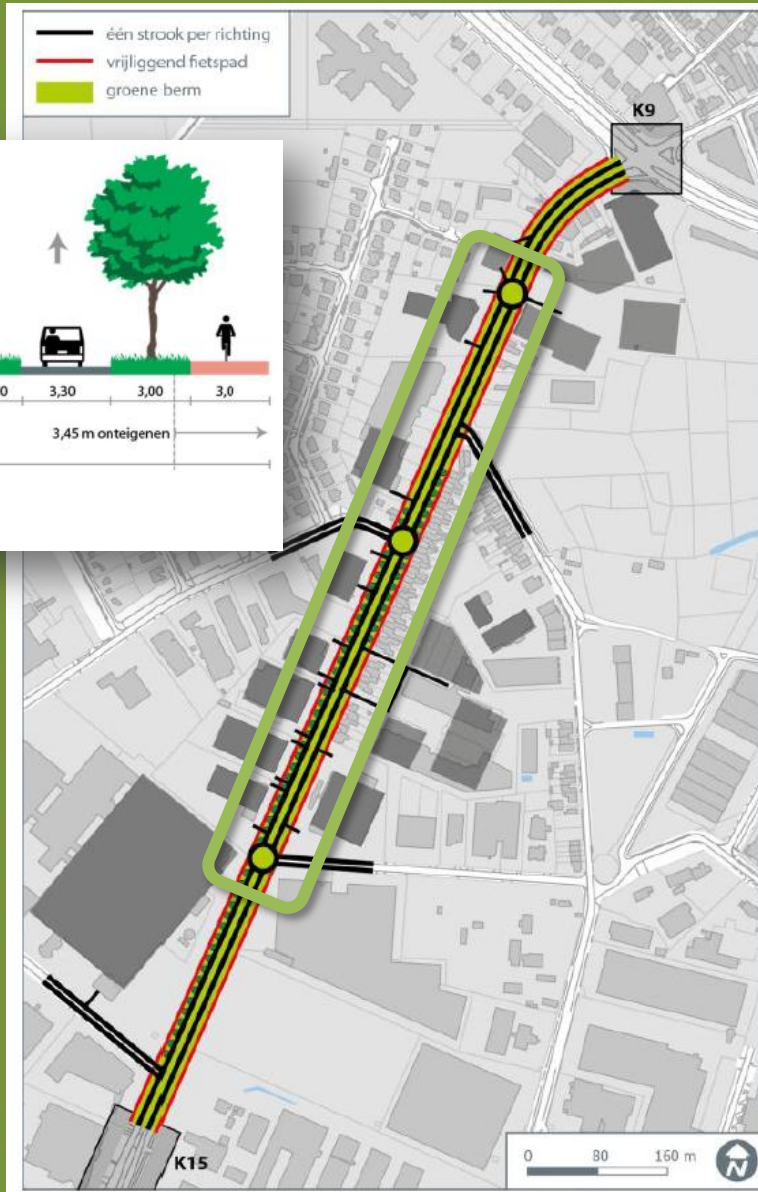 één strook per richting
vrijliggend fietspad
groene berm
K9
0 3,30 3,00 3,0
3,45 m onteigenen
K15
0 80 160 m
N